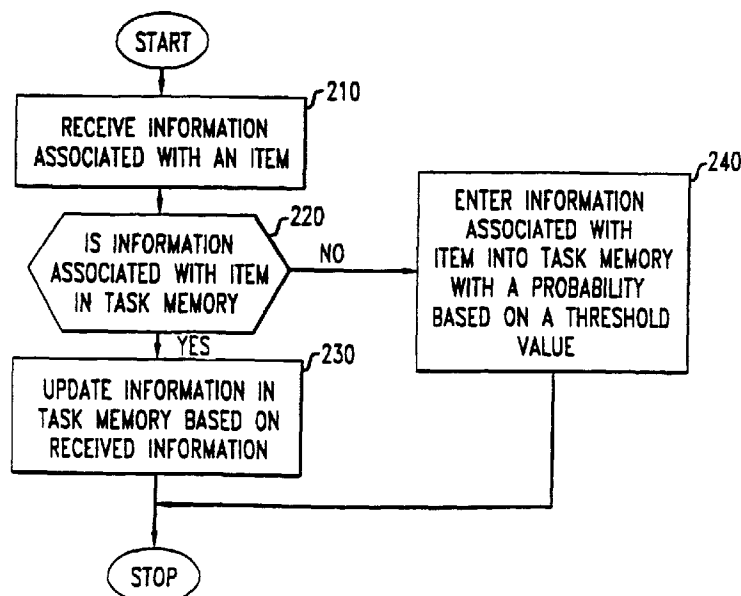 START
210
RECEIVE INFORMATION
ASSOCIATED WITH AN ITEM
220
IS INFORMATION
ASSOCIATED WITH ITEM
IN TASK MEMORY
NO
240
ENTER INFORMATION
ASSOCIATED WITH
ITEM INTO TASK MEMORY
WITH A PROBABILITY
BASED ON A THRESHOLD
VALUE
YES
230
UPDATE INFORMATION IN
TASK MEMORY BASED ON
RECEIVED INFORMATION
STOP